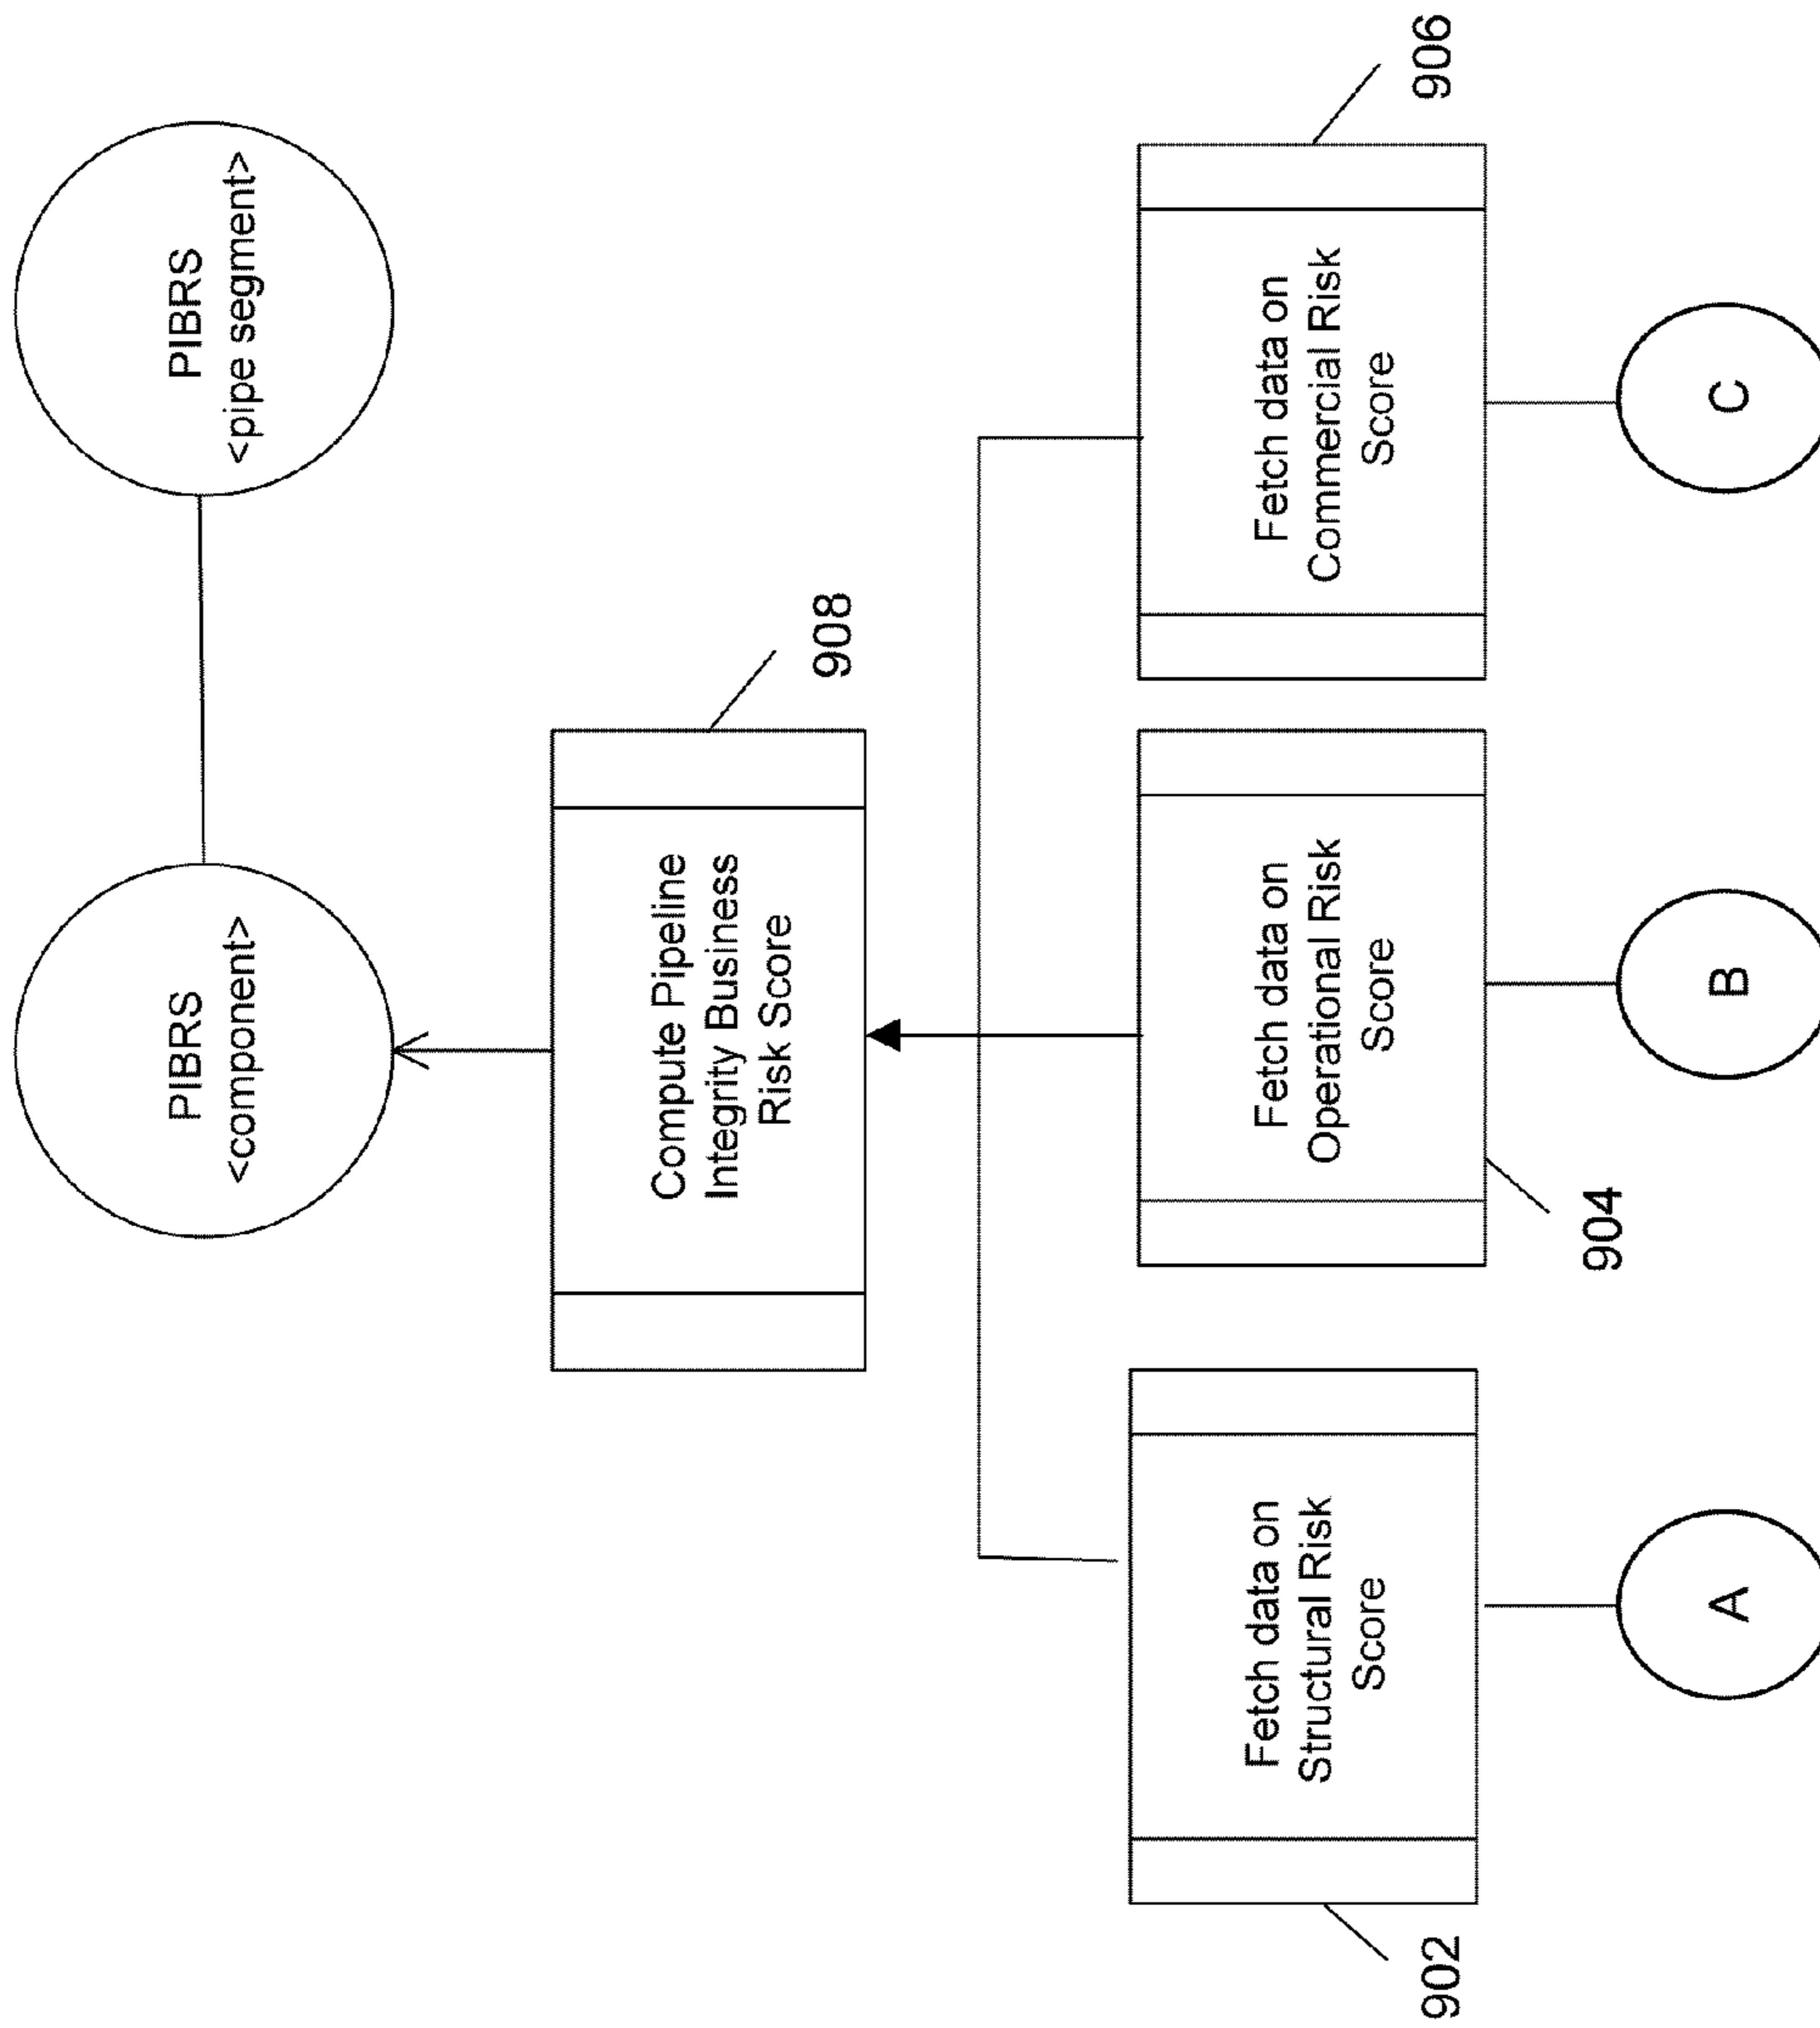 PIBRS
<component>
PIBRS
<pipe segment>
Compute Pipeline
Integrity Business
Risk Score
908
Fetch data on
Structural Risk
Score
902
Fetch data on
Operational Risk
Score
904
Fetch data on
Commercial Risk
Score
906
A
B
C